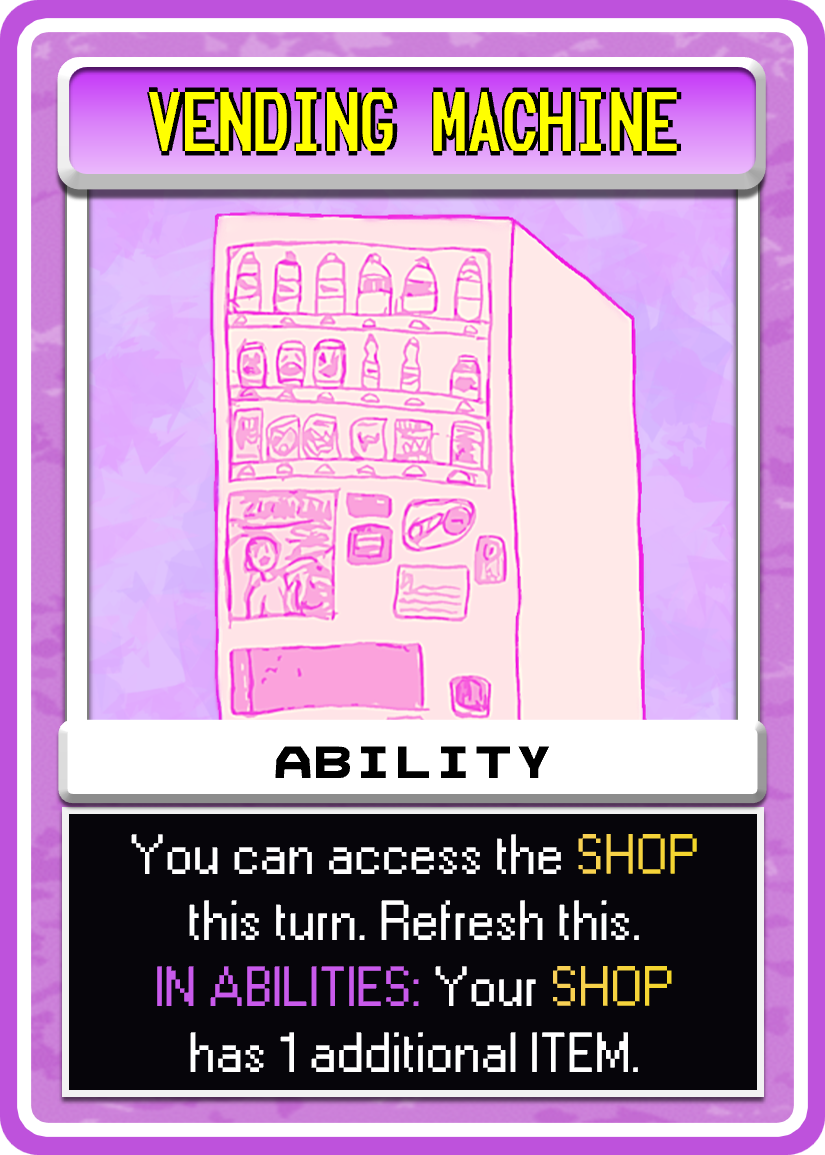 VENDING MACHINE
ABILITY
You can access the SHOP
this turn. Refresh this.
IN ABILITIES: Your SHOP
has 1 additional ITEM.